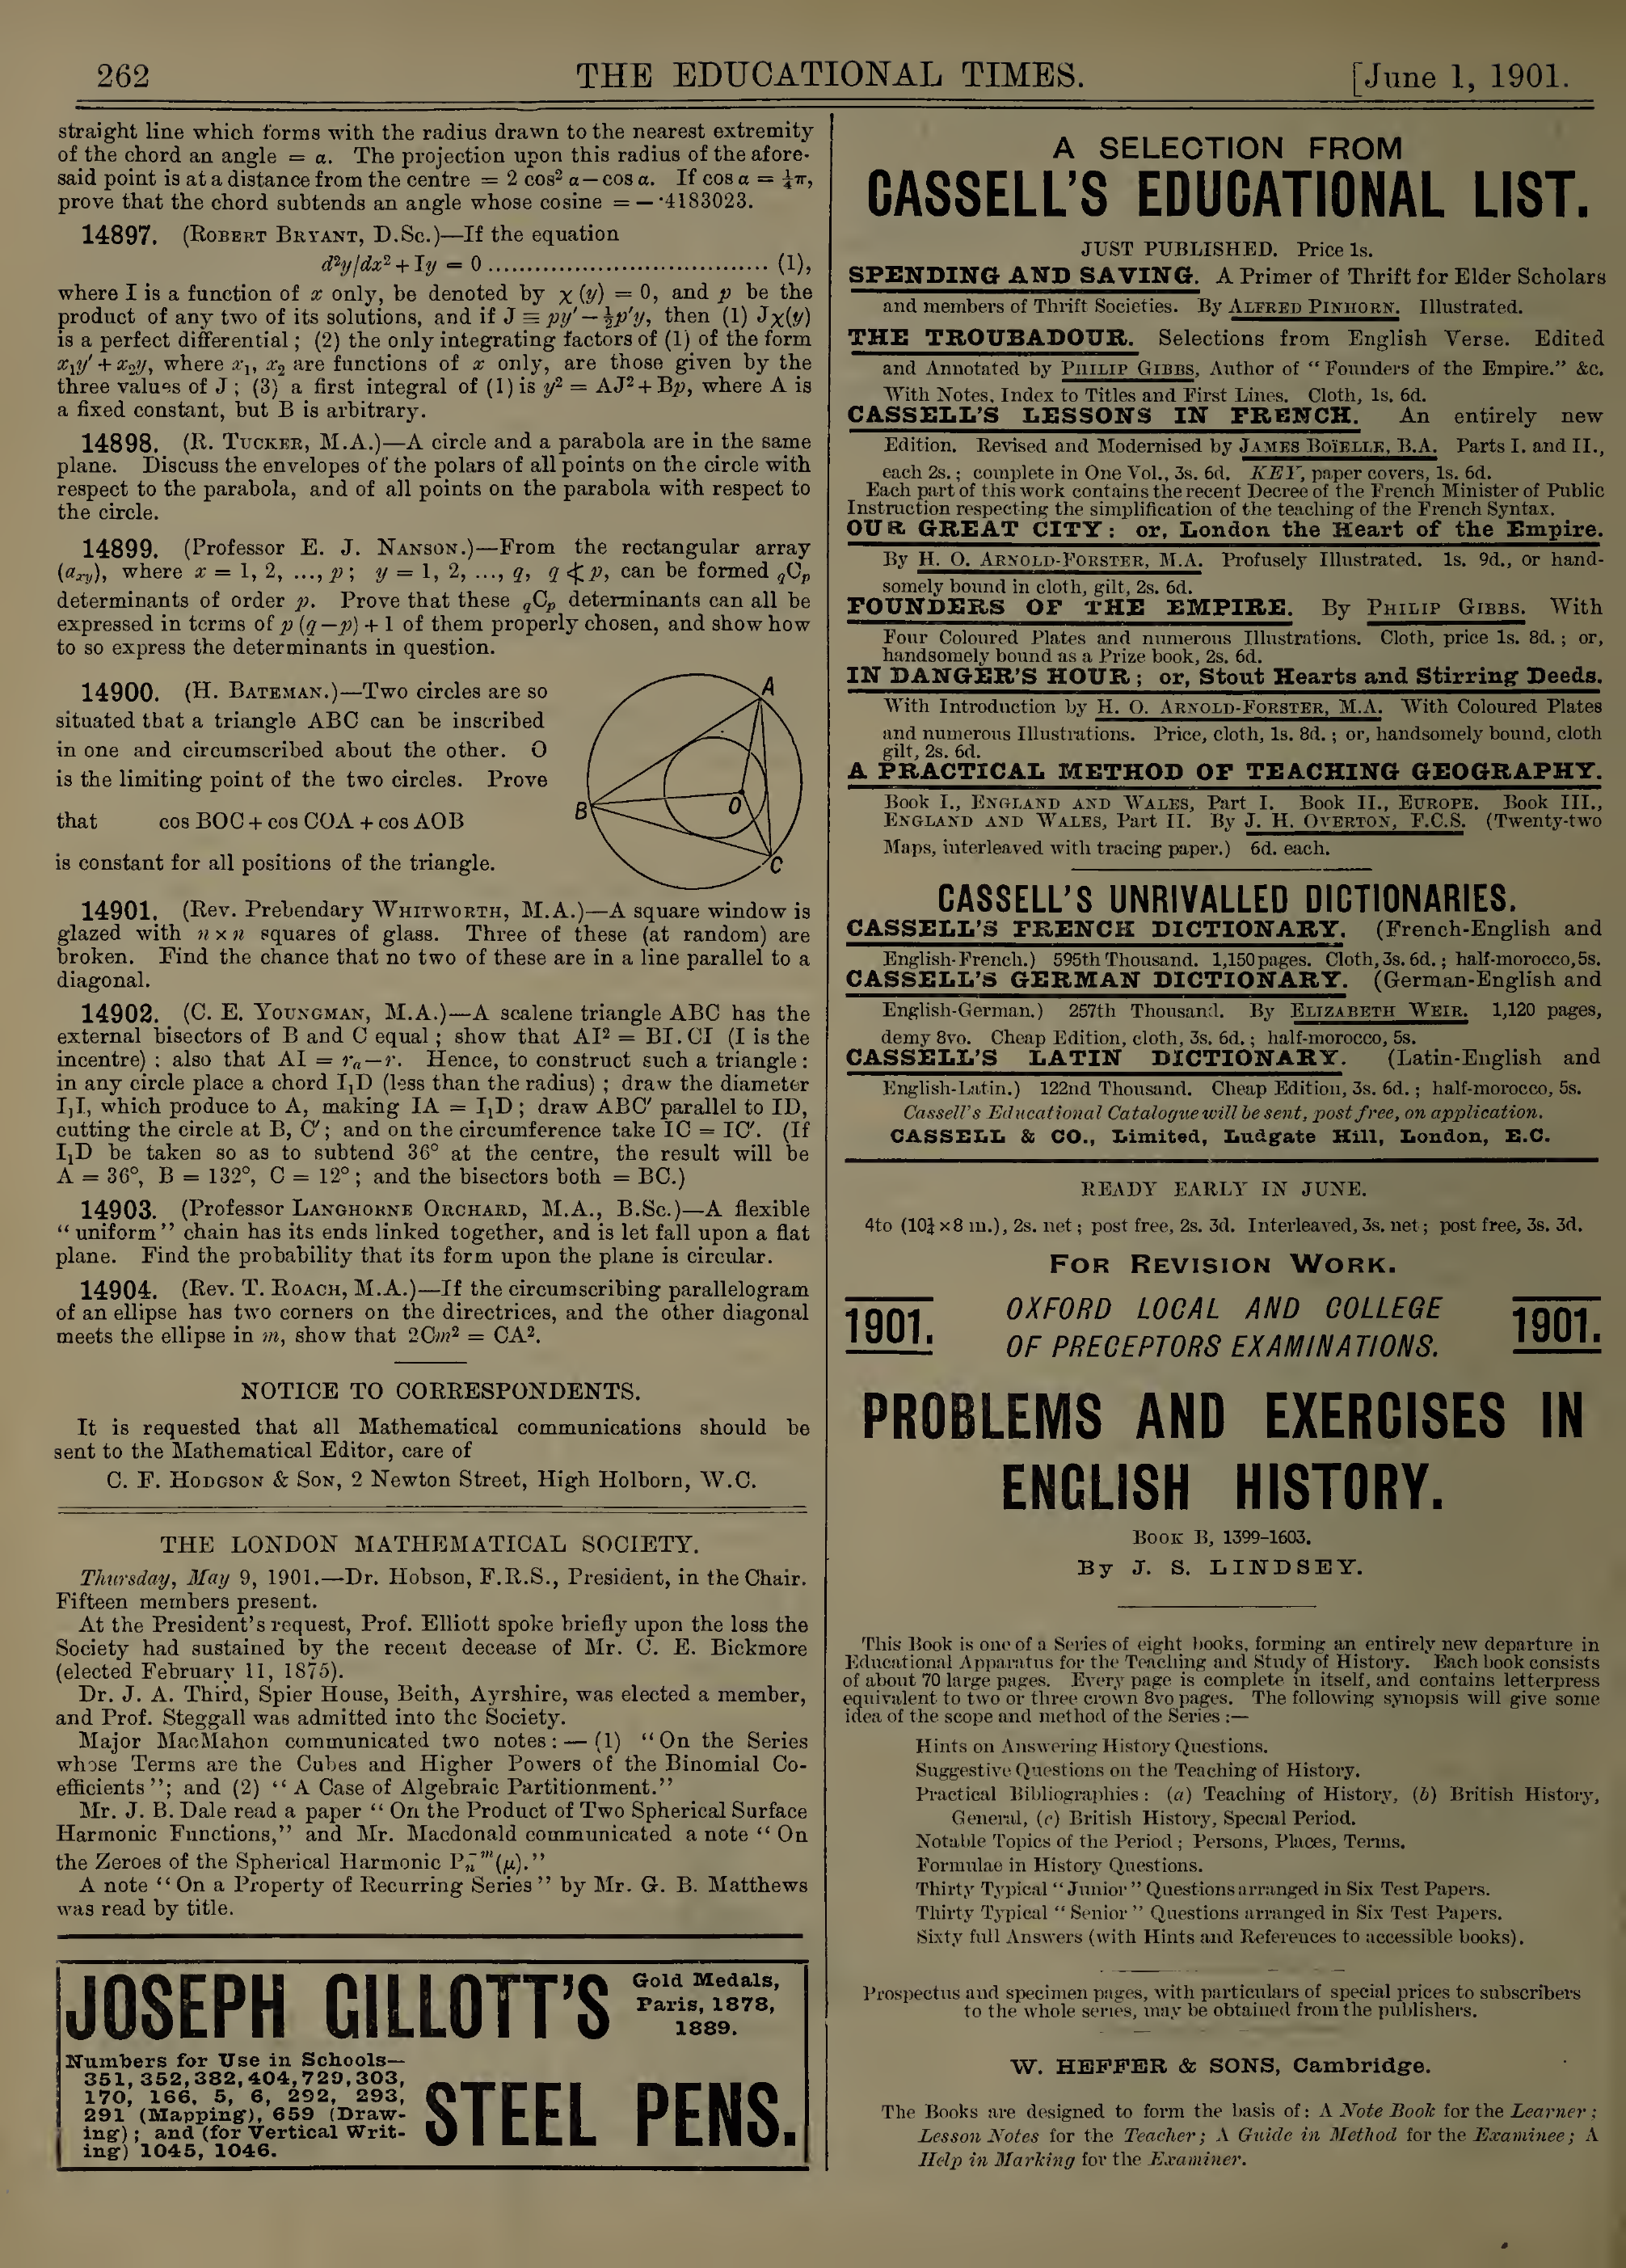 262
THE EDUCATIONAL TIMES.
[June 1, 1901.
straight line which forms with the radius drawn to the nearest extremity
of the chord an angle = α. The projection upon this radius of the afore-
said point is at a distance from the centre = 2 cos² α – cos α. If cos α = ¼π,
prove that the chord subtends an angle whose cosine = – ·4183023.
14897. (ROBERT BRYANT, D.Sc.)—If the equation
d²y/dx² + Iy = 0 .................................... (1),
where I is a function of x only, be denoted by χ (y) = 0, and p be the
product of any two of its solutions, and if J ≡ py′ – ½p′y, then (1) Jχ(y)
is a perfect differential; (2) the only integrating factors of (1) of the form
x₁y′ + x₂y, where x₁, x₂ are functions of x only, are those given by the
three values of J; (3) a first integral of (1) is y² = AJ² + Bp, where A is
a fixed constant, but B is arbitrary.
14898. (R. TUCKER, M.A.)—A circle and a parabola are in the same
plane. Discuss the envelopes of the polars of all points on the circle with
respect to the parabola, and of all points on the parabola with respect to
the circle.
14899. (Professor E. J. NANSON.)—From the rectangular array
(aₓᵧ), where x = 1, 2, ..., p; y = 1, 2, ..., q, q ≮ p, can be formed qCp
determinants of order p. Prove that these qCp determinants can all be
expressed in terms of p (q – p) + 1 of them properly chosen, and show how
to so express the determinants in question.
14900. (H. BATEMAN.)—Two circles are so
situated that a triangle ABC can be inscribed
in one and circumscribed about the other. O
is the limiting point of the two circles. Prove
that cos BOC + cos COA + cos AOB
is constant for all positions of the triangle.
A
B
O
C
14901. (Rev. Prebendary WHITWORTH, M.A.)—A square window is
glazed with n × n squares of glass. Three of these (at random) are
broken. Find the chance that no two of these are in a line parallel to a
diagonal.
14902. (C. E. YOUNGMAN, M.A.)—A scalene triangle ABC has the
external bisectors of B and C equal; show that AI² = BI . CI (I is the
incentre); also that AI = rₐ – r. Hence, to construct such a triangle:
in any circle place a chord I₁D (less than the radius); draw the diameter
I₁I, which produce to A, making IA = I₁D; draw ABC′ parallel to ID,
cutting the circle at B, C′; and on the circumference take IC = IC′. (If
I₁D be taken so as to subtend 36° at the centre, the result will be
A = 36°, B = 132°, C = 12°; and the bisectors both = BC.)
14903. (Professor LANGHORNE ORCHARD, M.A., B.Sc.)—A flexible
“uniform” chain has its ends linked together, and is let fall upon a flat
plane. Find the probability that its form upon the plane is circular.
14904. (Rev. T. ROACH, M.A.)—If the circumscribing parallelogram
of an ellipse has two corners on the directrices, and the other diagonal
meets the ellipse in m, show that 2Cm² = CA².
NOTICE TO CORRESPONDENTS.
It is requested that all Mathematical communications should be
sent to the Mathematical Editor, care of
C. F. HODGSON & SON, 2 Newton Street, High Holborn, W.C.
THE LONDON MATHEMATICAL SOCIETY.
Thursday, May 9, 1901.—Dr. Hobson, F.R.S., President, in the Chair.
Fifteen members present.
At the President's request, Prof. Elliott spoke briefly upon the loss the
Society had sustained by the recent decease of Mr. C. E. Bickmore
(elected February 11, 1875).
Dr. J. A. Third, Spier House, Beith, Ayrshire, was elected a member,
and Prof. Steggall was admitted into the Society.
Major MacMahon communicated two notes:—(1) “On the Series
whose Terms are the Cubes and Higher Powers of the Binomial Co-
efficients”; and (2) “A Case of Algebraic Partitionment.”
Mr. J. B. Dale read a paper “On the Product of Two Spherical Surface
Harmonic Functions,” and Mr. Macdonald communicated a note “On
the Zeroes of the Spherical Harmonic Pₙ⁻ᵐ(μ).”
A note “On a Property of Recurring Series” by Mr. G. B. Matthews
was read by title.
JOSEPH GILLOTT'S
Gold Medals,
Paris, 1878,
1889.
Numbers for Use in Schools—
351, 352, 382, 404, 729, 303,
170, 166, 5, 6, 292, 293,
291 (Mapping), 659 (Draw-
ing); and (for Vertical Writ-
ing) 1045, 1046.
STEEL PENS.
A SELECTION FROM
CASSELL'S EDUCATIONAL LIST.
JUST PUBLISHED. Price 1s.
SPENDING AND SAVING. A Primer of Thrift for Elder Scholars
and members of Thrift Societies. By ALFRED PINHORN. Illustrated.
THE TROUBADOUR. Selections from English Verse. Edited
and Annotated by PHILIP GIBBS, Author of “Founders of the Empire.” &c.
With Notes, Index to Titles and First Lines. Cloth, 1s. 6d.
CASSELL'S LESSONS IN FRENCH. An entirely new
Edition. Revised and Modernised by JAMES BOÏELLE, B.A. Parts I. and II.,
each 2s.; complete in One Vol., 3s. 6d. KEY, paper covers, 1s. 6d.
Each part of this work contains the recent Decree of the French Minister of Public
Instruction respecting the simplification of the teaching of the French Syntax.
OUR GREAT CITY: or, London the Heart of the Empire.
By H. O. ARNOLD-FORSTER, M.A. Profusely Illustrated. 1s. 9d., or hand-
somely bound in cloth, gilt, 2s. 6d.
FOUNDERS OF THE EMPIRE. By PHILIP GIBBS. With
Four Coloured Plates and numerous Illustrations. Cloth, price 1s. 8d.; or,
handsomely bound as a Prize book, 2s. 6d.
IN DANGER'S HOUR; or, Stout Hearts and Stirring Deeds.
With Introduction by H. O. ARNOLD-FORSTER, M.A. With Coloured Plates
and numerous Illustrations. Price, cloth, 1s. 8d.; or, handsomely bound, cloth
gilt, 2s. 6d.
A PRACTICAL METHOD OF TEACHING GEOGRAPHY.
Book I., ENGLAND AND WALES, Part I. Book II., EUROPE. Book III.,
ENGLAND AND WALES, Part II. By J. H. OVERTON, F.C.S. (Twenty-two
Maps, interleaved with tracing paper.) 6d. each.
CASSELL'S UNRIVALLED DICTIONARIES.
CASSELL'S FRENCH DICTIONARY. (French-English and
English-French.) 595th Thousand. 1,150 pages. Cloth, 3s. 6d.; half-morocco, 5s.
CASSELL'S GERMAN DICTIONARY. (German-English and
English-German.) 257th Thousand. By ELIZABETH WEIR. 1,120 pages,
demy 8vo. Cheap Edition, cloth, 3s. 6d.; half-morocco, 5s.
CASSELL'S LATIN DICTIONARY. (Latin-English and
English-Latin.) 122nd Thousand. Cheap Edition, 3s. 6d.; half-morocco, 5s.
Cassell's Educational Catalogue will be sent, post free, on application.
CASSELL & CO., Limited, Ludgate Hill, London, E.C.
READY EARLY IN JUNE.
4to (10¼ × 8 in.), 2s. net; post free, 2s. 3d. Interleaved, 3s. net; post free, 3s. 3d.
FOR REVISION WORK.
1901.
OXFORD LOCAL AND COLLEGE
OF PRECEPTORS EXAMINATIONS.
1901.
PROBLEMS AND EXERCISES IN
ENGLISH HISTORY.
BOOK B, 1399–1603.
By J. S. LINDSEY.
This Book is one of a Series of eight books, forming an entirely new departure in
Educational Apparatus for the Teaching and Study of History. Each book consists
of about 70 large pages. Every page is complete in itself, and contains letterpress
equivalent to two or three crown 8vo pages. The following synopsis will give some
idea of the scope and method of the Series:—
Hints on Answering History Questions.
Suggestive Questions on the Teaching of History.
Practical Bibliographies: (a) Teaching of History, (b) British History,
General, (c) British History, Special Period.
Notable Topics of the Period; Persons, Places, Terms.
Formulae in History Questions.
Thirty Typical “Junior” Questions arranged in Six Test Papers.
Thirty Typical “Senior” Questions arranged in Six Test Papers.
Sixty full Answers (with Hints and References to accessible books).
Prospectus and specimen pages, with particulars of special prices to subscribers
to the whole series, may be obtained from the publishers.
W. HEFFER & SONS, Cambridge.
The Books are designed to form the basis of: A Note Book for the Learner;
Lesson Notes for the Teacher; A Guide in Method for the Examinee; A
Help in Marking for the Examiner.